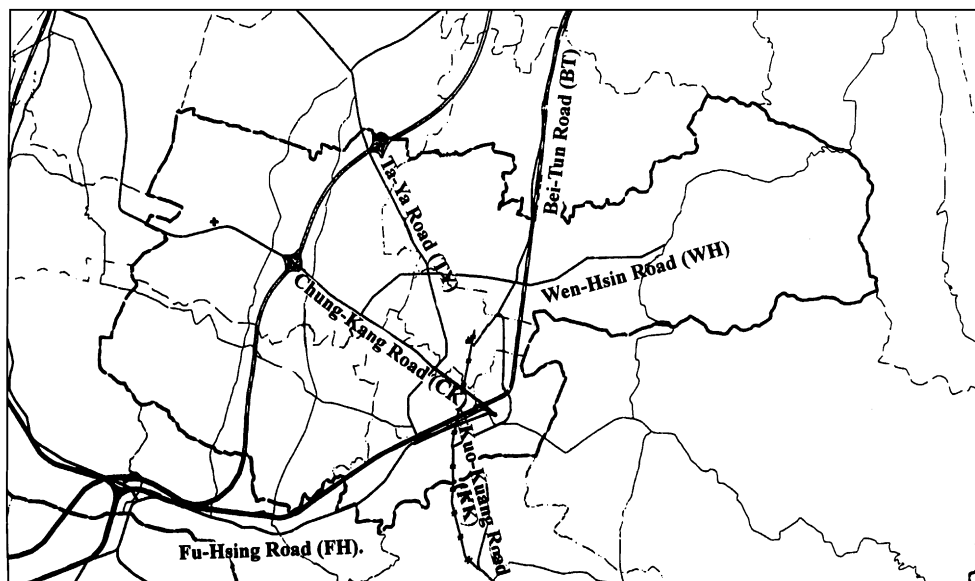 Bei-Tun Road (BT)
Ta-Ya Road (TY)
Wen-Hsin Road (WH)
Chung-Kang Road (CK)
Kuo-Kuang Road
(KK)
Fu-Hsing Road (FH).